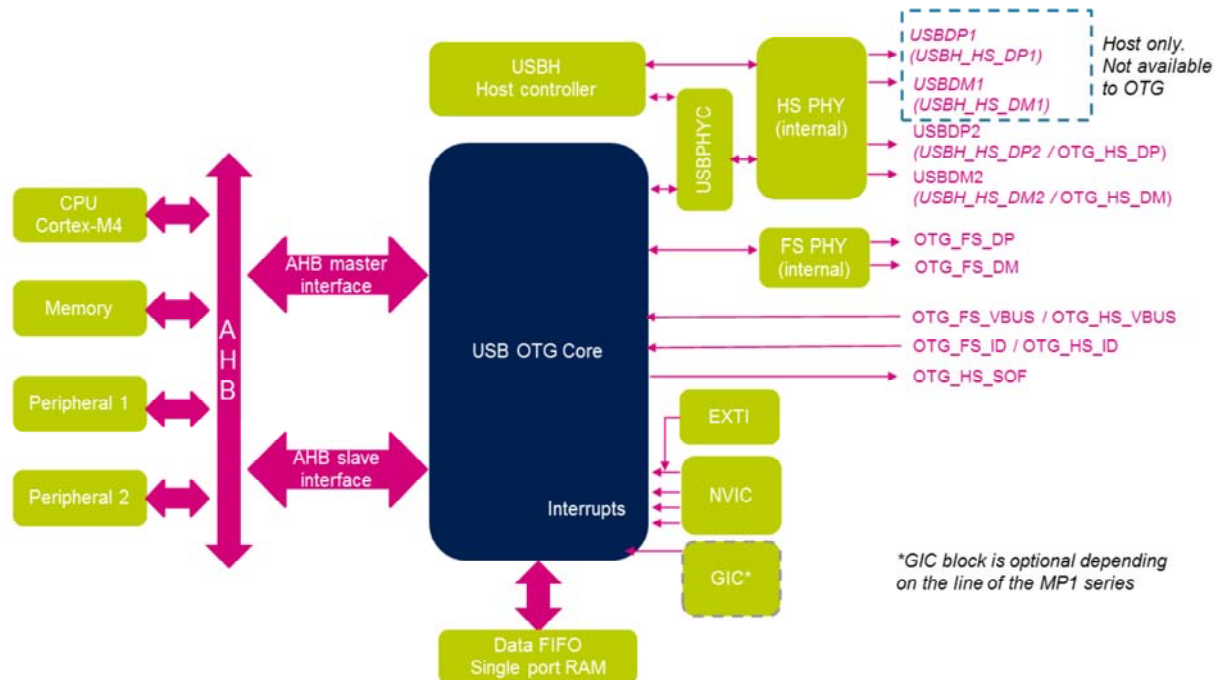 USBH
Host controller
USBPHYC
HS PHY
(internal)
USBDP1
(USBH_HS_DP1)
USBDM1
(USBH_HS_DM1)
Host only.
Not available
to OTG
USBDP2
(USBH_HS_DP2 / OTG_HS_DP)
USBDM2
(USBH_HS_DM2 / OTG_HS_DM)
CPU
Cortex-M4
Memory
Peripheral 1
Peripheral 2
AHB
AHB master
interface
AHB slave
interface
USB OTG Core
Interrupts
FS PHY
(internal)
OTG_FS_DP
OTG_FS_DM
OTG_FS_VBUS / OTG_HS_VBUS
OTG_FS_ID / OTG_HS_ID
OTG_HS_SOF
EXTI
NVIC
GIC*
*GIC block is optional depending
on the line of the MP1 series
Data FIFO
Single port RAM